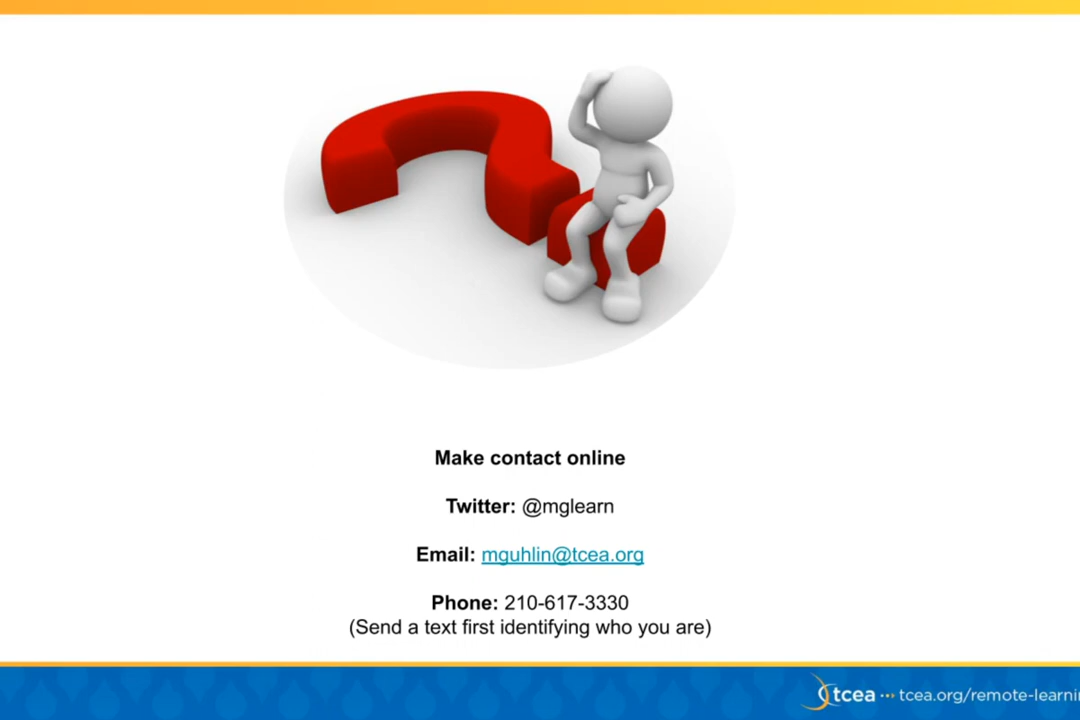 Make contact online
Twitter: @mglearn
Email: mguhlin@tcea.org
Phone: 210-617-3330
(Send a text first identifying who you are)
tcea ••• tcea.org/remote-learnin